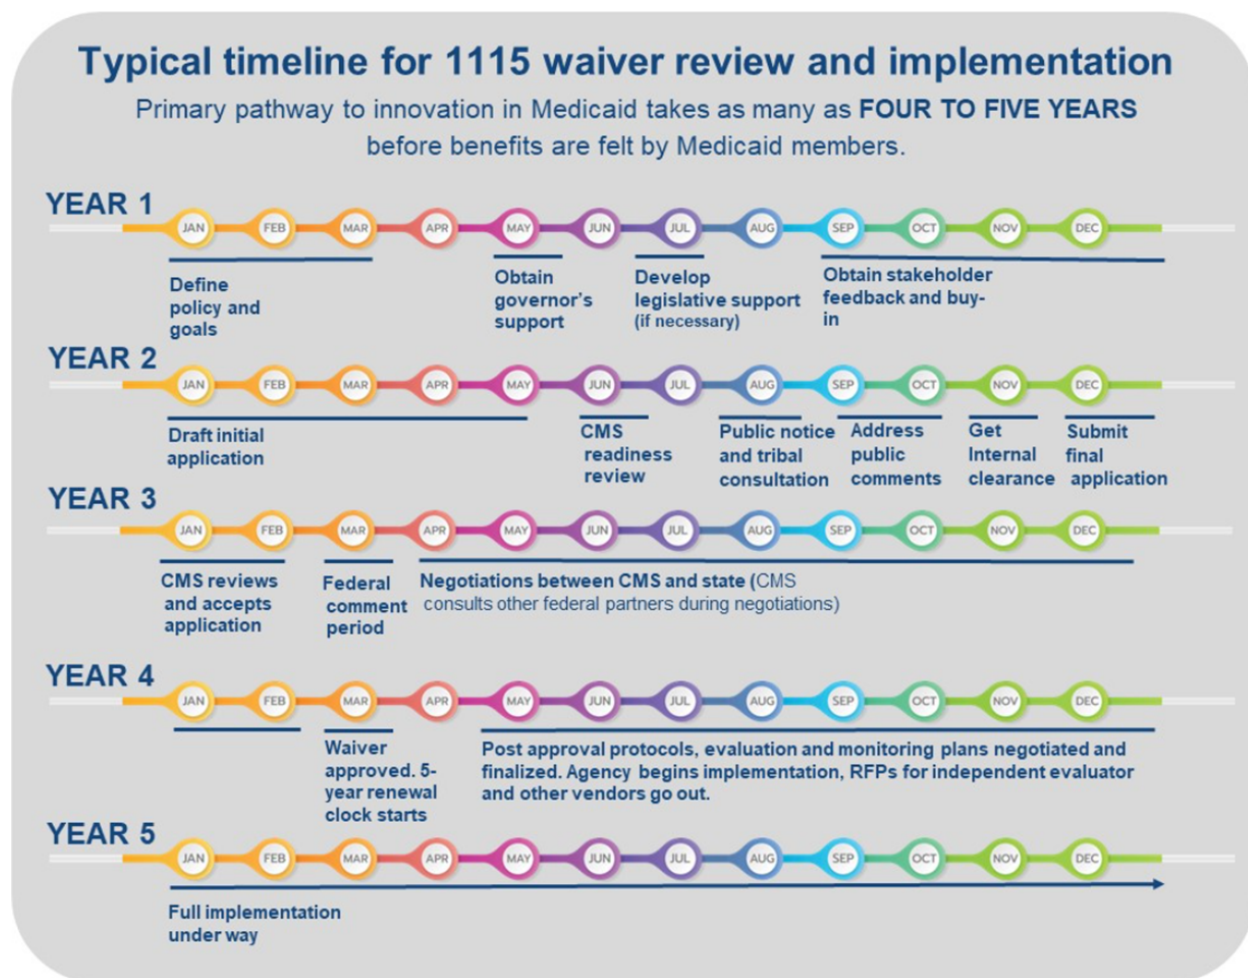 Typical timeline for 1115 waiver review and implementation
Primary pathway to innovation in Medicaid takes as many as FOUR TO FIVE YEARS
before benefits are felt by Medicaid members.
YEAR 1
JAN FEB MAR APR MAY JUN JUL AUG SEP OCT NOV DEC
Define
policy and
goals
Obtain
governor's
support
Develop
legislative support
(if necessary)
Obtain stakeholder
feedback and buy-
in
YEAR 2
JAN FEB MAR APR MAY JUN JUL AUG SEP OCT NOV DEC
Draft initial
application
CMS
readiness
review
Public notice
and tribal
consultation
Address
public
comments
Get
Internal
clearance
Submit
final
application
YEAR 3
JAN FEB MAR APR MAY JUN JUL AUG SEP OCT NOV DEC
CMS reviews
and accepts
application
Federal
comment
period
Negotiations between CMS and state (CMS
consults other federal partners during negotiations)
YEAR 4
JAN FEB MAR APR MAY JUN JUL AUG SEP OCT NOV DEC
Waiver
approved. 5-
year renewal
clock starts
Post approval protocols, evaluation and monitoring plans negotiated and
finalized. Agency begins implementation, RFPs for independent evaluator
and other vendors go out.
YEAR 5
JAN FEB MAR APR MAY JUN JUL AUG SEP OCT NOV DEC
Full implementation
under way